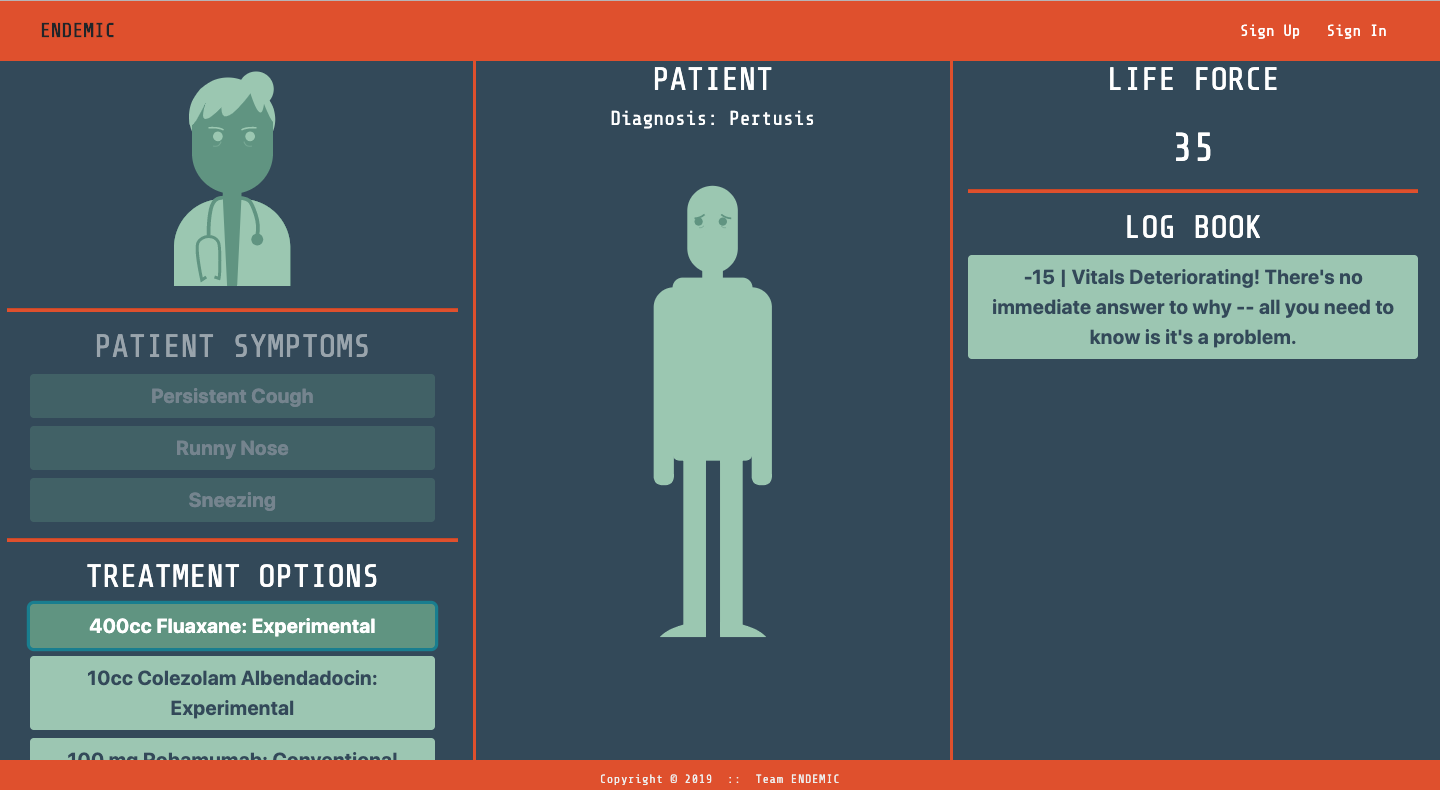 ENDEMIC
Sign Up
Sign In
PATIENT SYMPTOMS
Persistent Cough
Runny Nose
Sneezing
TREATMENT OPTIONS
400cc Fluaxane: Experimental
10cc Colezolam Albendadocin:
Experimental
100 mg Robamumab: Conventional
PATIENT
Diagnosis: Pertusis
LIFE FORCE
35
LOG BOOK
-15 | Vitals Deteriorating! There's no
immediate answer to why -- all you need to
know is it's a problem.
Copyright © 2019 :: Team ENDEMIC